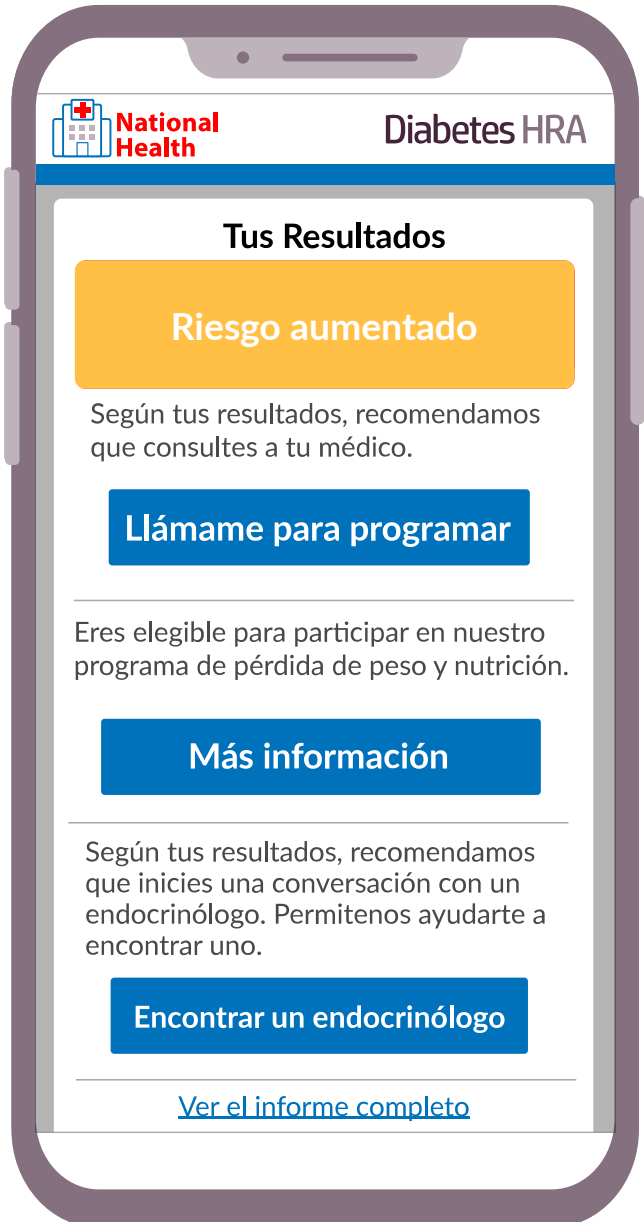 National
Health
Diabetes HRA
Tus Resultados
Riesgo aumentado
Según tus resultados, recomendamos
que consultes a tu médico.
Llámame para programar
Eres elegible para participar en nuestro
programa de pérdida de peso y nutrición.
Más información
Según tus resultados, recomendamos
que inicies una conversación con un
endocrinólogo. Permitenos ayudarte a
encontrar uno.
Encontrar un endocrinólogo
Ver el informe completo